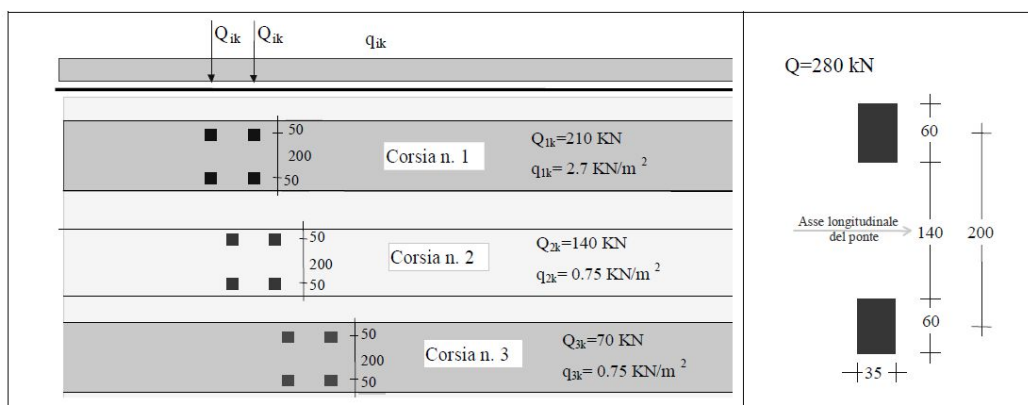 Q_ik Q_ik q_ik
50
200
50
Corsia n. 1
Q_1k=210 KN
q_1k= 2.7 KN/m ²
50
200
50
Corsia n. 2
Q_2k=140 KN
q_2k= 0.75 KN/m ²
50
200
50
Corsia n. 3
Q_3k=70 KN
q_3k= 0.75 KN/m ²
Q=280 kN
60
Asse longitudinale
del ponte
140
200
60
35